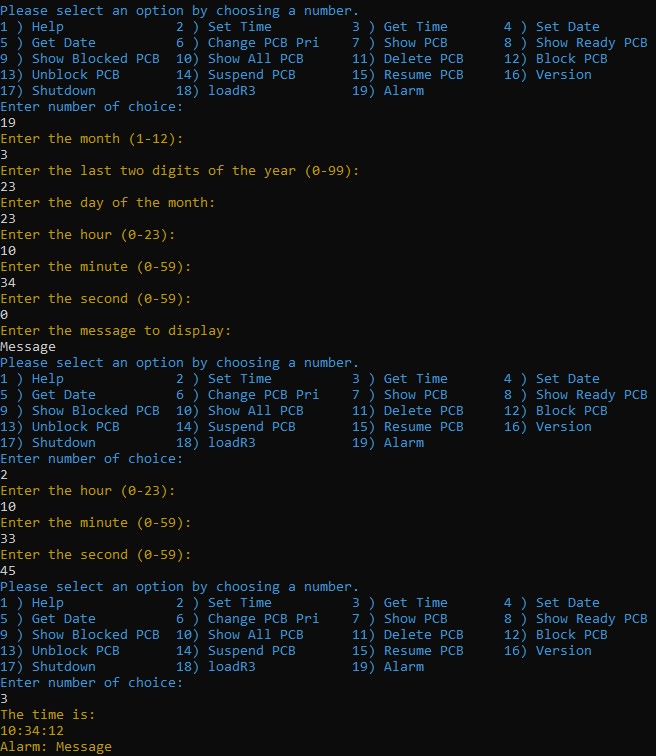 Please select an option by choosing a number.
1 ) Help 2 ) Set Time 3 ) Get Time 4 ) Set Date
5 ) Get Date 6 ) Change PCB Pri 7 ) Show PCB 8 ) Show Ready PCB
9 ) Show Blocked PCB 10) Show All PCB 11) Delete PCB 12) Block PCB
13) Unblock PCB 14) Suspend PCB 15) Resume PCB 16) Version
17) Shutdown 18) loadR3 19) Alarm
Enter number of choice:
19
Enter the month (1-12):
3
Enter the last two digits of the year (0-99):
23
Enter the day of the month:
23
Enter the hour (0-23):
10
Enter the minute (0-59):
34
Enter the second (0-59):
0
Enter the message to display:
Message
Please select an option by choosing a number.
1 ) Help 2 ) Set Time 3 ) Get Time 4 ) Set Date
5 ) Get Date 6 ) Change PCB Pri 7 ) Show PCB 8 ) Show Ready PCB
9 ) Show Blocked PCB 10) Show All PCB 11) Delete PCB 12) Block PCB
13) Unblock PCB 14) Suspend PCB 15) Resume PCB 16) Version
17) Shutdown 18) loadR3 19) Alarm
Enter number of choice:
2
Enter the hour (0-23):
10
Enter the minute (0-59):
33
Enter the second (0-59):
45
Please select an option by choosing a number.
1 ) Help 2 ) Set Time 3 ) Get Time 4 ) Set Date
5 ) Get Date 6 ) Change PCB Pri 7 ) Show PCB 8 ) Show Ready PCB
9 ) Show Blocked PCB 10) Show All PCB 11) Delete PCB 12) Block PCB
13) Unblock PCB 14) Suspend PCB 15) Resume PCB 16) Version
17) Shutdown 18) loadR3 19) Alarm
Enter number of choice:
3
The time is:
10:34:12
Alarm: Message